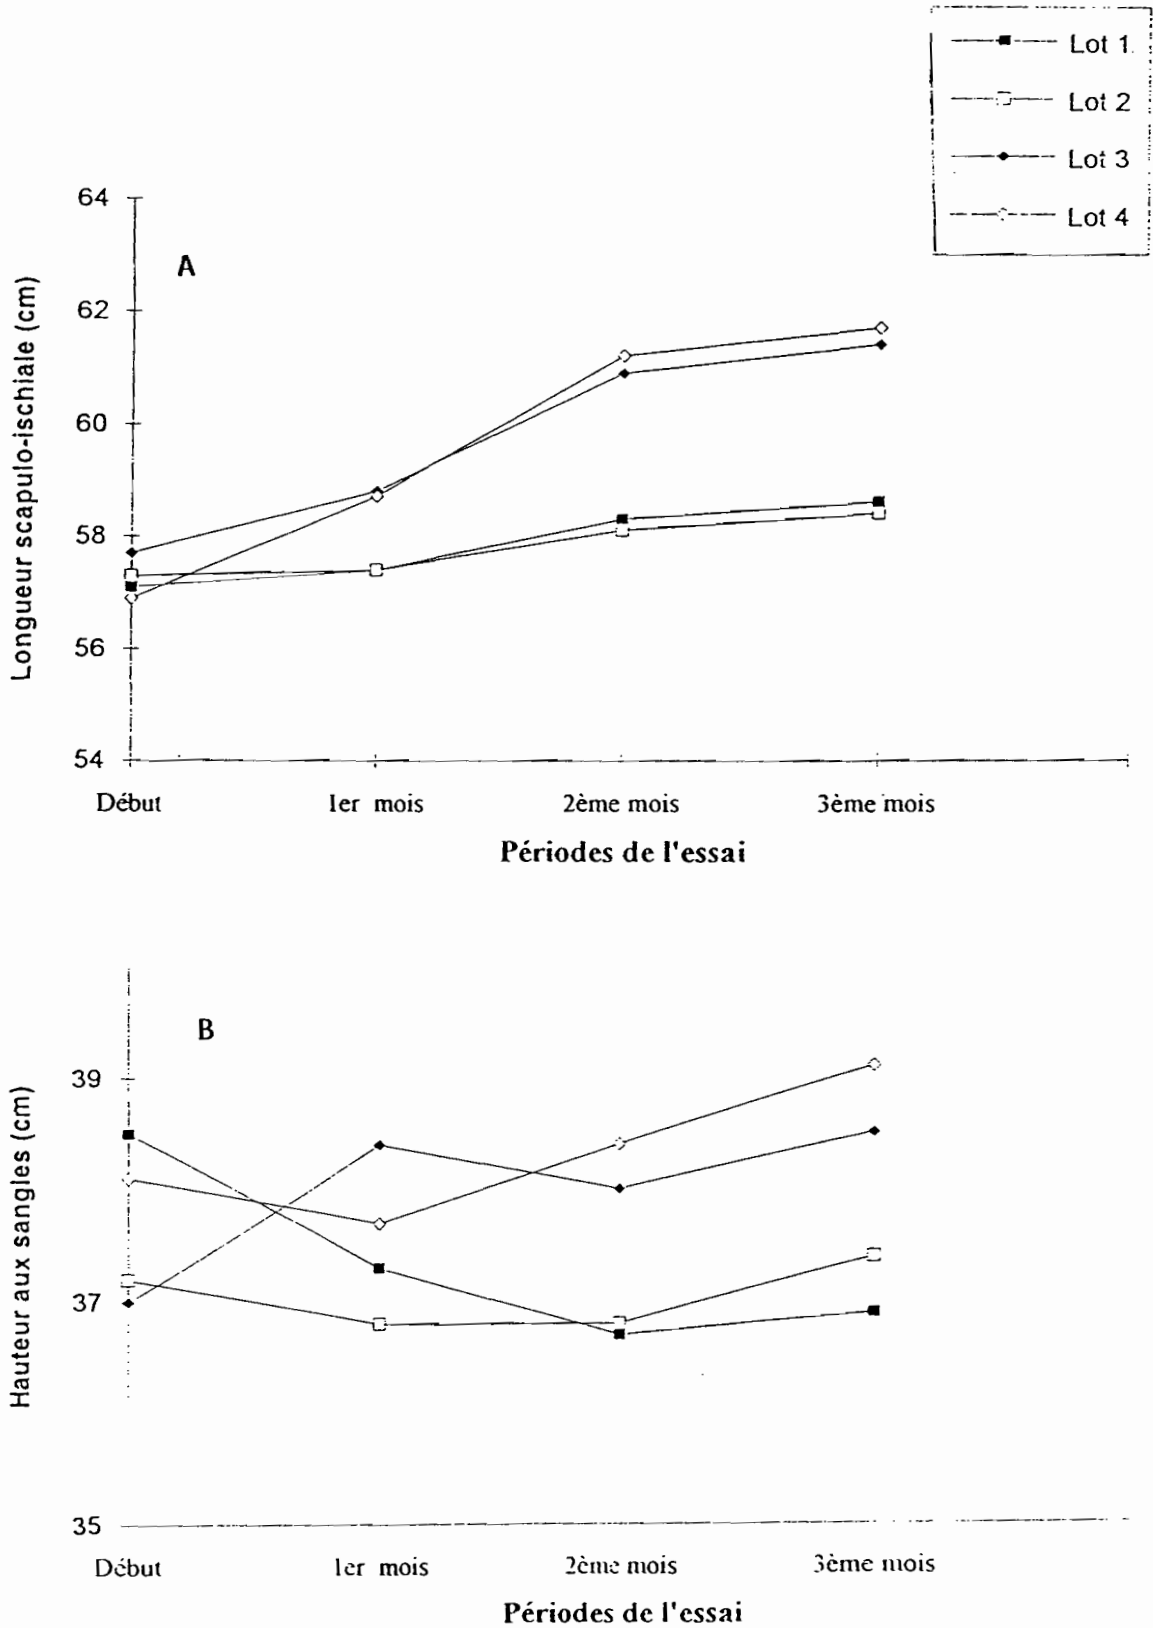 Lot 1
Lot 2
Lot 3
Lot 4
64
A
62
60
58
56
54
Longueur scapulo-ischiale (cm)
Début
1er mois
2ème mois
3ème mois
Périodes de l'essai
B
39
37
35
Hauteur aux sangles (cm)
Début
1er mois
2ème mois
3ème mois
Périodes de l'essai